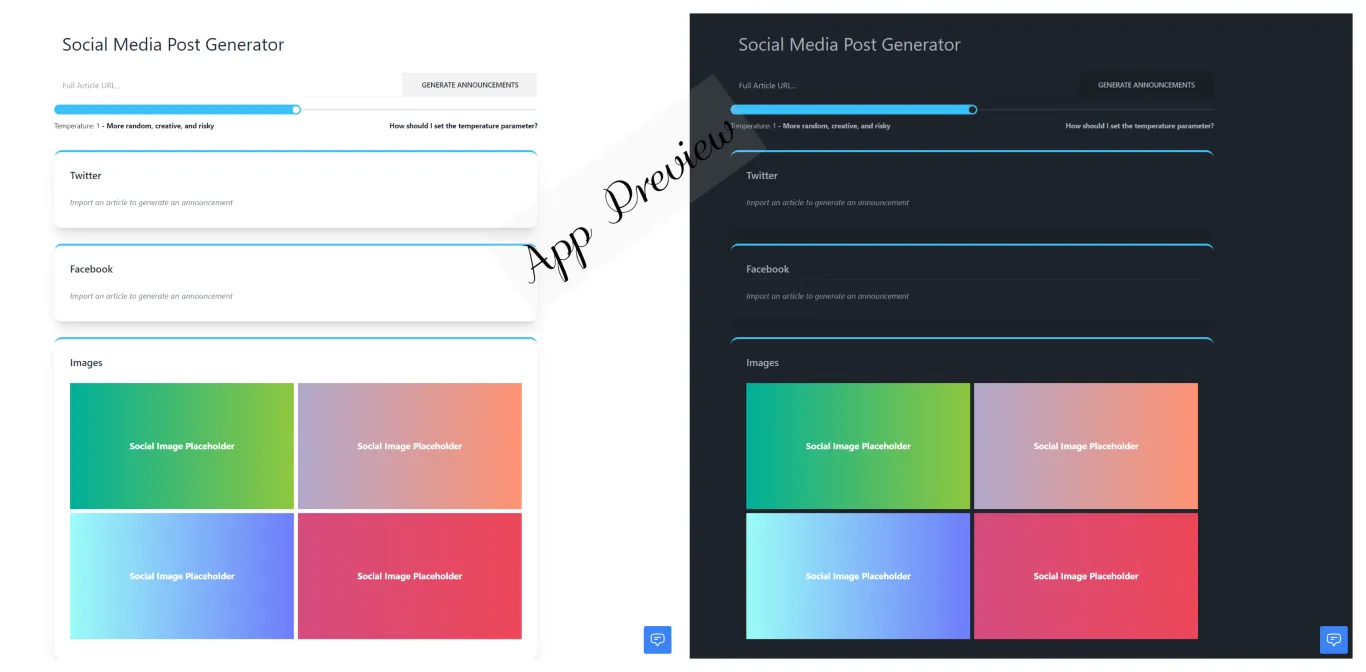 Social Media Post Generator
Full Article URL...
GENERATE ANNOUNCEMENTS
Temperature: 1 - More random, creative, and risky
How should I set the temperature parameter?
Twitter
Import an article to generate an announcement
Facebook
Import an article to generate an announcement
Images
Social Image Placeholder
Social Image Placeholder
Social Image Placeholder
Social Image Placeholder
App Preview
Social Media Post Generator
Full Article URL...
GENERATE ANNOUNCEMENTS
Temperature: 1 - More random, creative, and risky
How should I set the temperature parameter?
Twitter
Import an article to generate an announcement
Facebook
Import an article to generate an announcement
Images
Social Image Placeholder
Social Image Placeholder
Social Image Placeholder
Social Image Placeholder